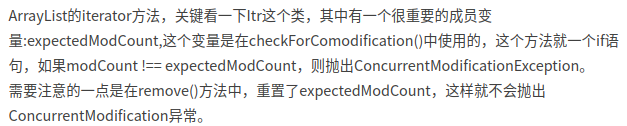 ArrayList的iterator方法，关键看一下Itr这个类，其中有一个很重要的成员变
量:expectedModCount,这个变量是在checkForComodification()中使用的，这个方法就一个if语
句，如果modCount !== expectedModCount，则抛出ConcurrentModificationException。
需要注意的一点是在remove()方法中，重置了expectedModCount，这样就不会抛出
ConcurrentModification异常。